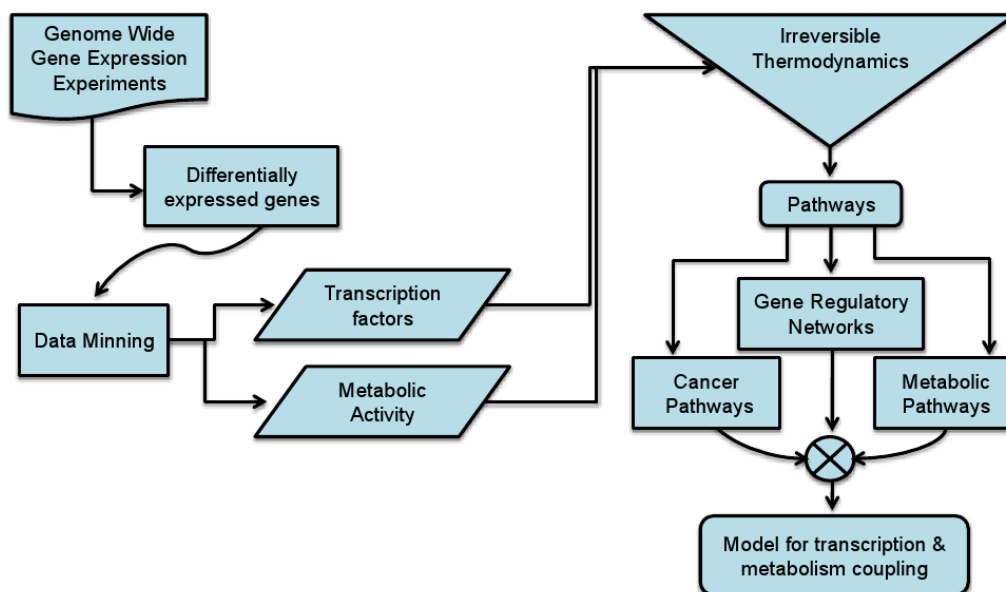 Genome Wide
Gene Expression
Experiments
Differentially
expressed genes
Data Minning
Transcription
factors
Metabolic
Activity
Irreversible
Thermodynamics
Pathways
Gene Regulatory
Networks
Cancer
Pathways
Metabolic
Pathways
Model for transcription &
metabolism coupling